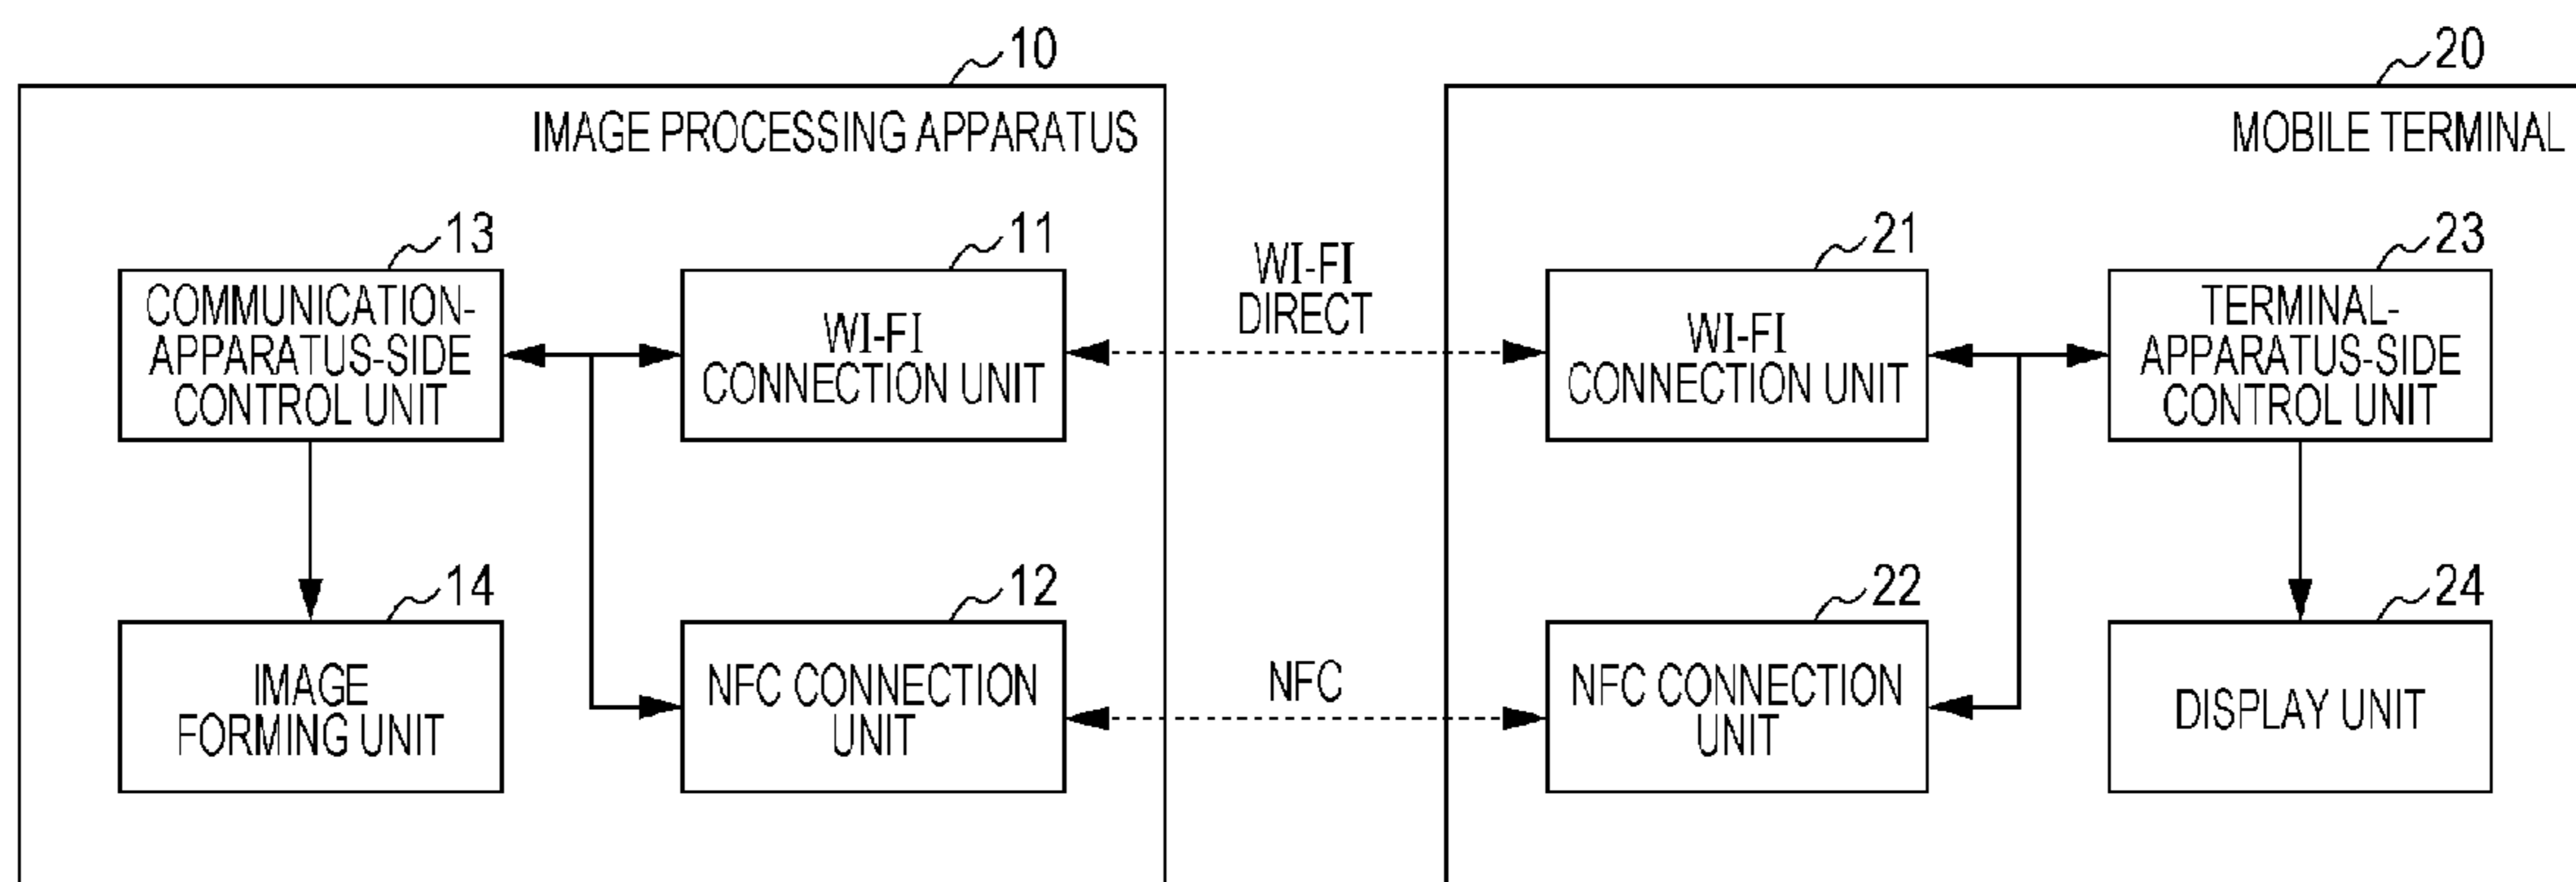 10
20
IMAGE PROCESSING APPARATUS
MOBILE TERMINAL
13
COMMUNICATION-
APPARATUS-SIDE
CONTROL UNIT
11
WI-FI
CONNECTION UNIT
WI-FI
DIRECT
21
WI-FI
CONNECTION UNIT
23
TERMINAL-
APPARATUS-SIDE
CONTROL UNIT
14
IMAGE
FORMING UNIT
12
NFC CONNECTION
UNIT
NFC
22
NFC CONNECTION
UNIT
24
DISPLAY UNIT